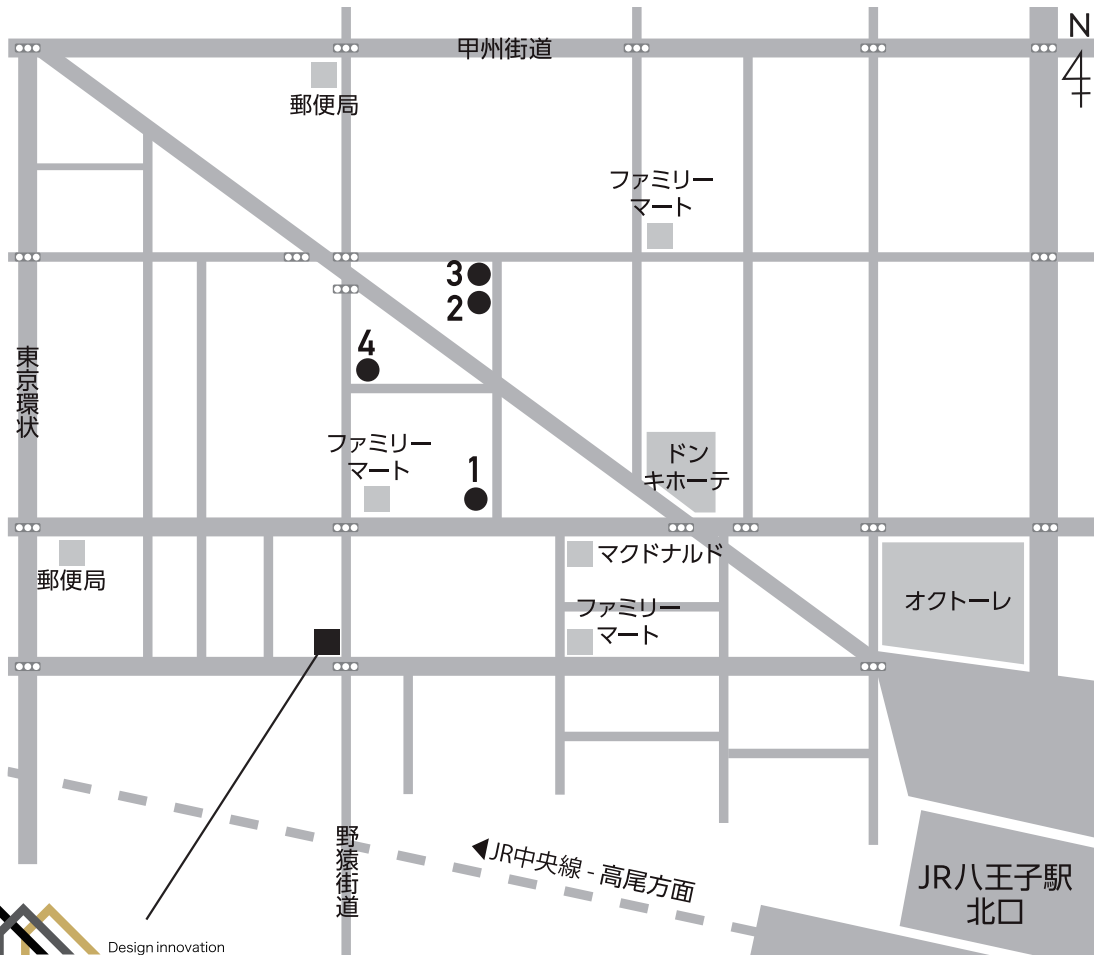 N
甲州街道
郵便局
ファミリー
マート
3
2
4
東京環状
ファミリー
マート
1
ドン
キホーテ
マクドナルド
郵便局
ファミリー
マート
オクトーレ
野猿街道
JR中央線 - 高尾方面
JR八王子駅
北口
Design innovation